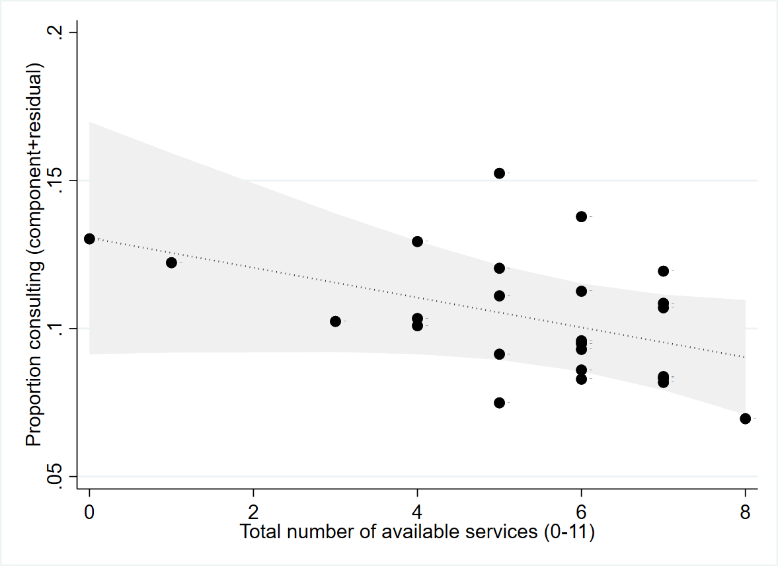 Proportion consulting (component+residual)
.2
.15
.1
.05
0 2 4 6 8
Total number of available services (0-11)